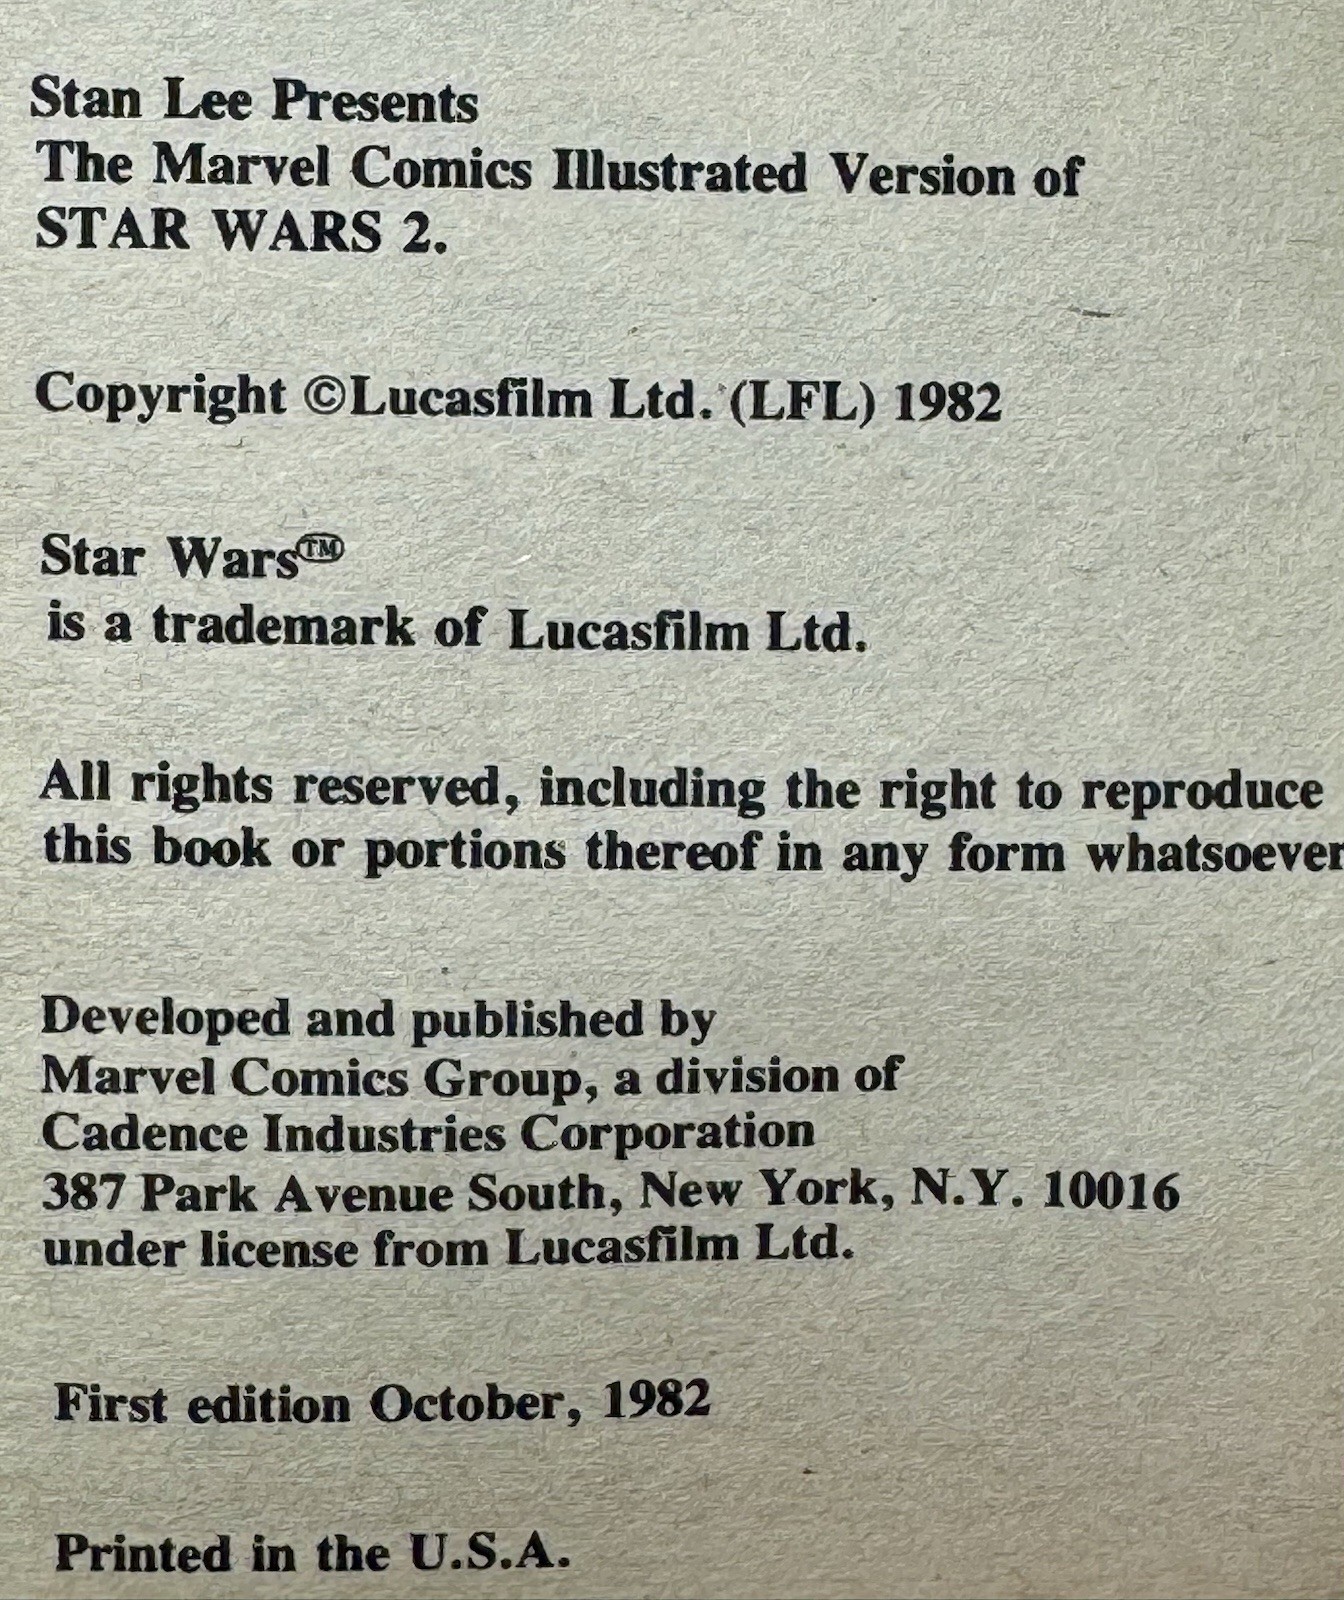 Stan Lee Presents
The Marvel Comics Illustrated Version of
STAR WARS 2.
Copyright ©Lucasfilm Ltd. (LFL) 1982
Star Wars™
is a trademark of Lucasfilm Ltd.
All rights reserved, including the right to reproduce
this book or portions thereof in any form whatsoever
Developed and published by
Marvel Comics Group, a division of
Cadence Industries Corporation
387 Park Avenue South, New York, N.Y. 10016
under license from Lucasfilm Ltd.
First edition October, 1982
Printed in the U.S.A.